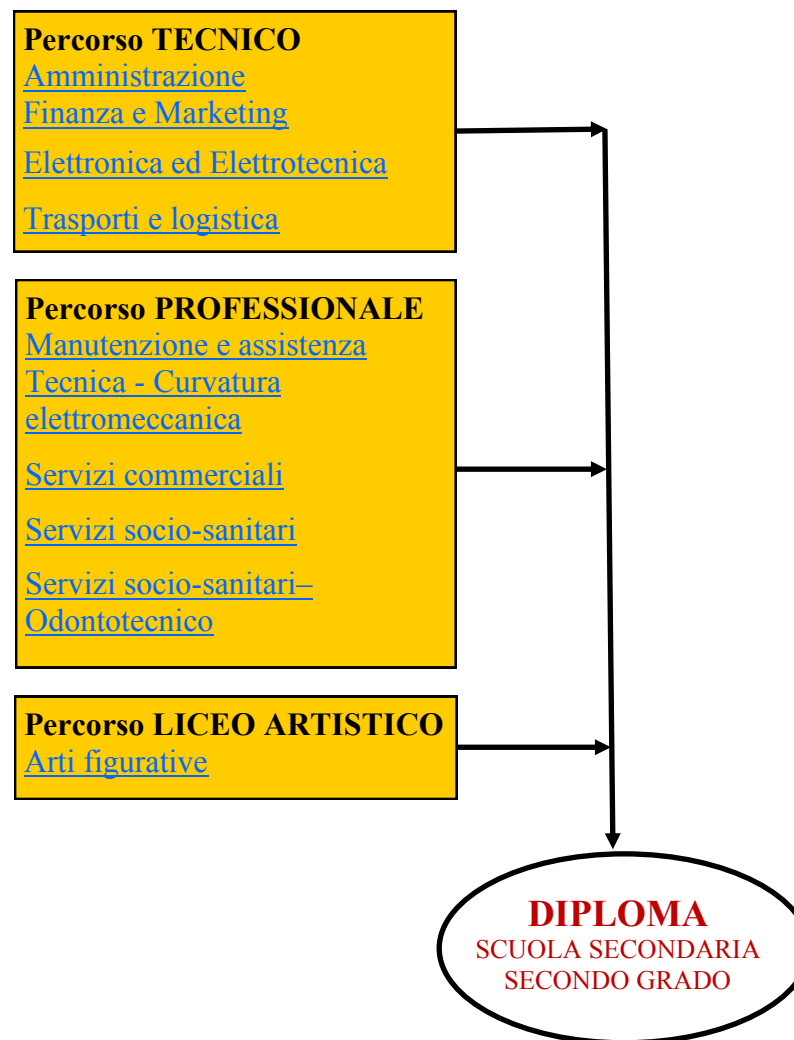 Percorso TECNICO
Amministrazione
Finanza e Marketing
Elettronica ed Elettrotecnica
Trasporti e logistica
Percorso PROFESSIONALE
Manutenzione e assistenza
Tecnica - Curvatura
elettromeccanica
Servizi commerciali
Servizi socio-sanitari
Servizi socio-sanitari–
Odontotecnico
Percorso LICEO ARTISTICO
Arti figurative
DIPLOMA
SCUOLA SECONDARIA
SECONDO GRADO